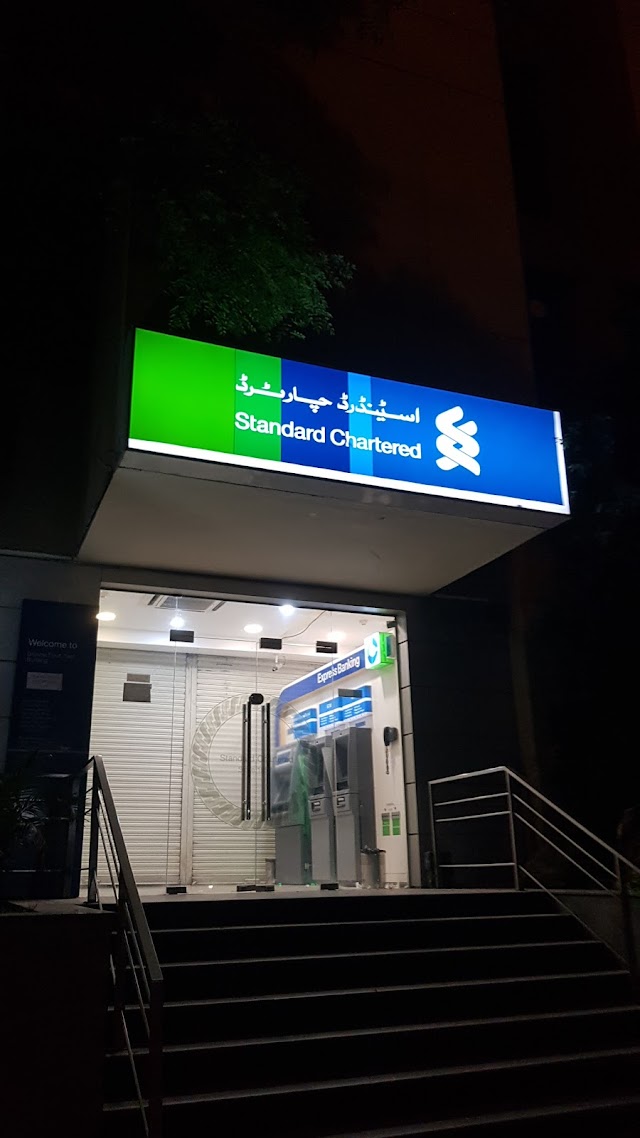 اسٹینڈرڈ چارٹرڈ
Standard Chartered
Welcome to
Express Banking